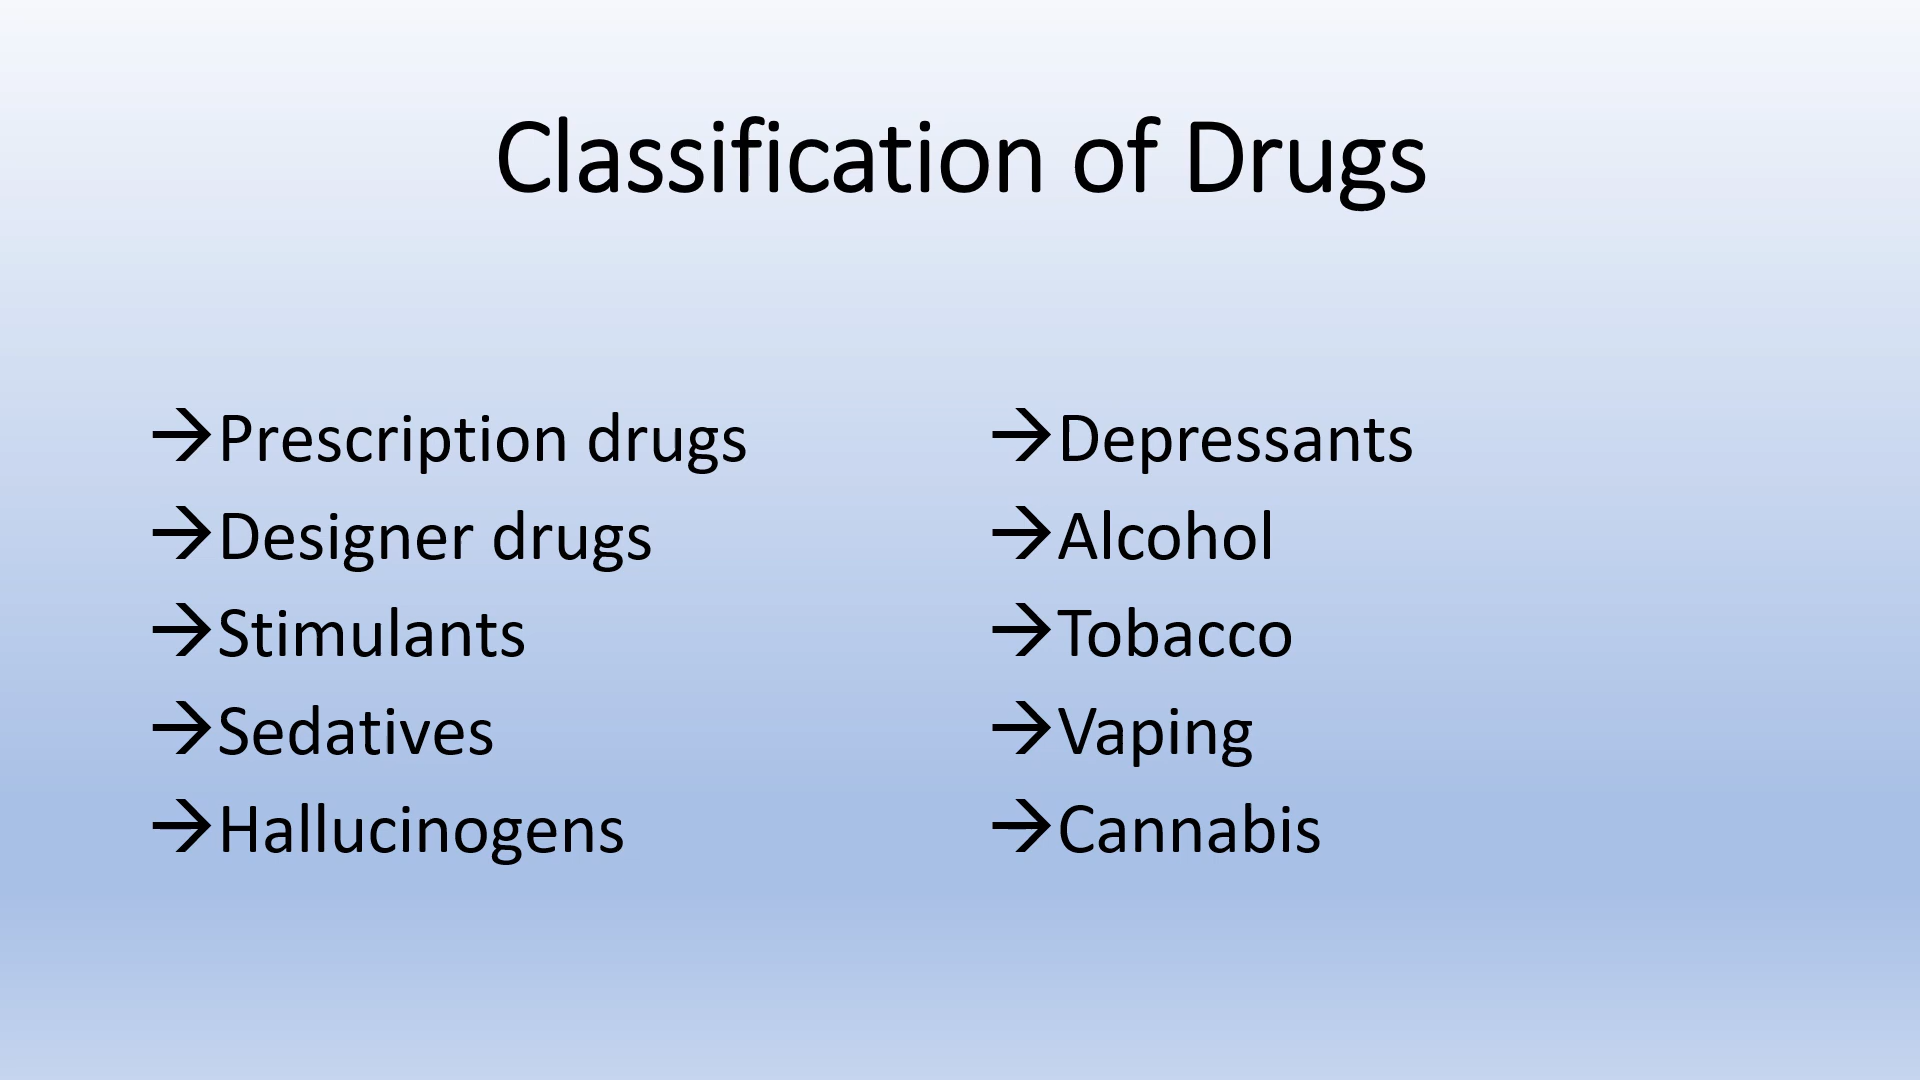 Classification of Drugs
→Prescription drugs
→Designer drugs
→Stimulants
→Sedatives
→Hallucinogens
→Depressants
→Alcohol
→Tobacco
→Vaping
→Cannabis